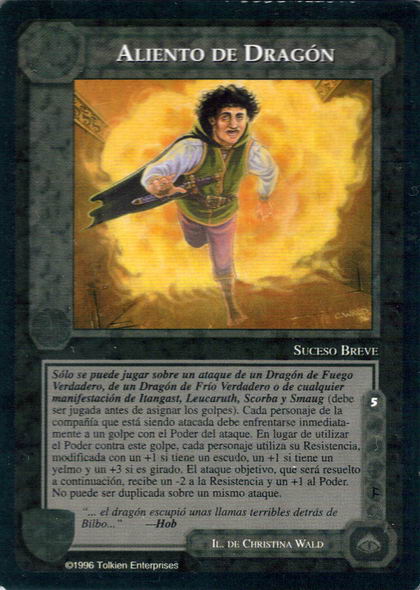 ALIENTO DE DRAGÓN
SUCESO BREVE
Sólo se puede jugar sobre un ataque de un Dragón de Fuego
Verdadero, de un Dragón de Frío Verdadero o de cualquier
manifestación de Itangast, Leucaruth, Scorba y Smaug (debe
ser jugada antes de asignar los golpes). Cada personaje de la
compañía que está siendo atacada debe enfrentarse inmediata-
mente a un golpe con el Poder del ataque. En lugar de utilizar
el Poder contra este golpe, cada personaje utiliza su Resistencia,
modificada con un +1 si tiene un escudo, un +1 si tiene un
yelmo y un +3 si es girado. El ataque objetivo, que será resuelto
a continuación, recibe un -2 a la Resistencia y un +1 al Poder.
No puede ser duplicada sobre un mismo ataque.
5
"... el dragón escupió unas llamas terribles detrás de
Bilbo..." —Hob
IL. DE CHRISTINA WALD
©1996 Tolkien Enterprises